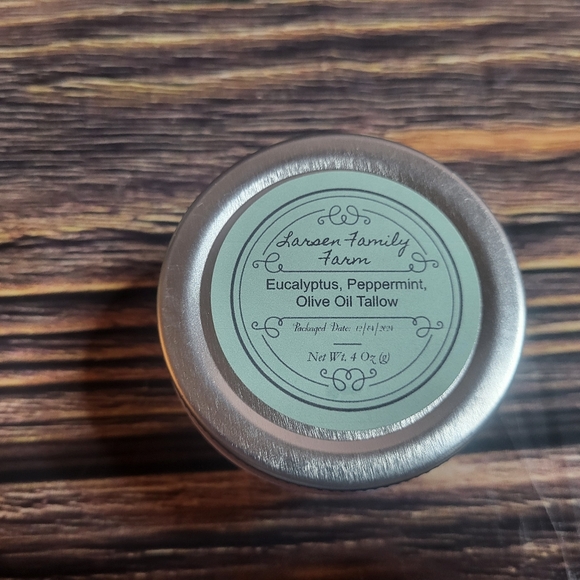 Larsen Family
Farm
Eucalyptus, Peppermint,
Olive Oil Tallow
Packaged Date: 12/14/2024
Net Wt. 4 Oz (g)